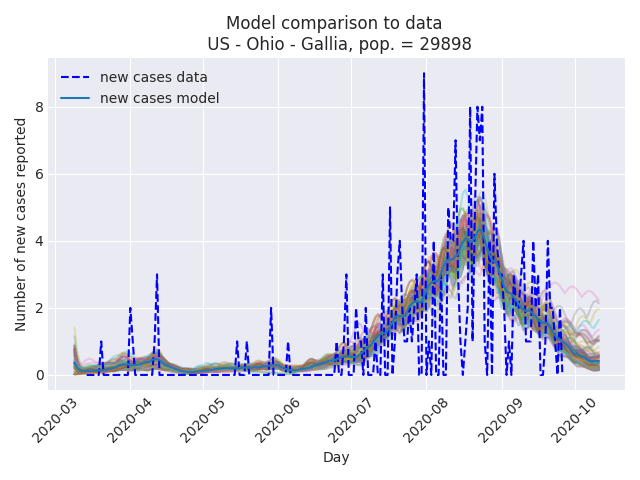 Model comparison to data
US - Ohio - Gallia, pop. = 29898
new cases data
new cases model
Number of new cases reported
8
6
4
2
0
2020-03
2020-04
2020-05
2020-06
2020-07
2020-08
2020-09
2020-10
Day